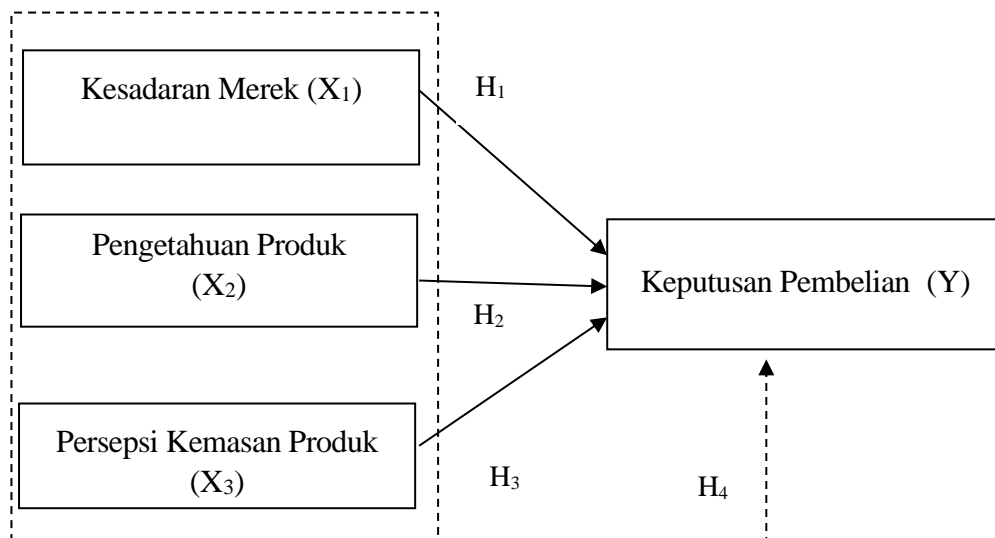 Kesadaran Merek (X₁)
H₁
Pengetahuan Produk
(X₂)
Keputusan Pembelian (Y)
H₂
Persepsi Kemasan Produk
(X₃)
H₃
H₄